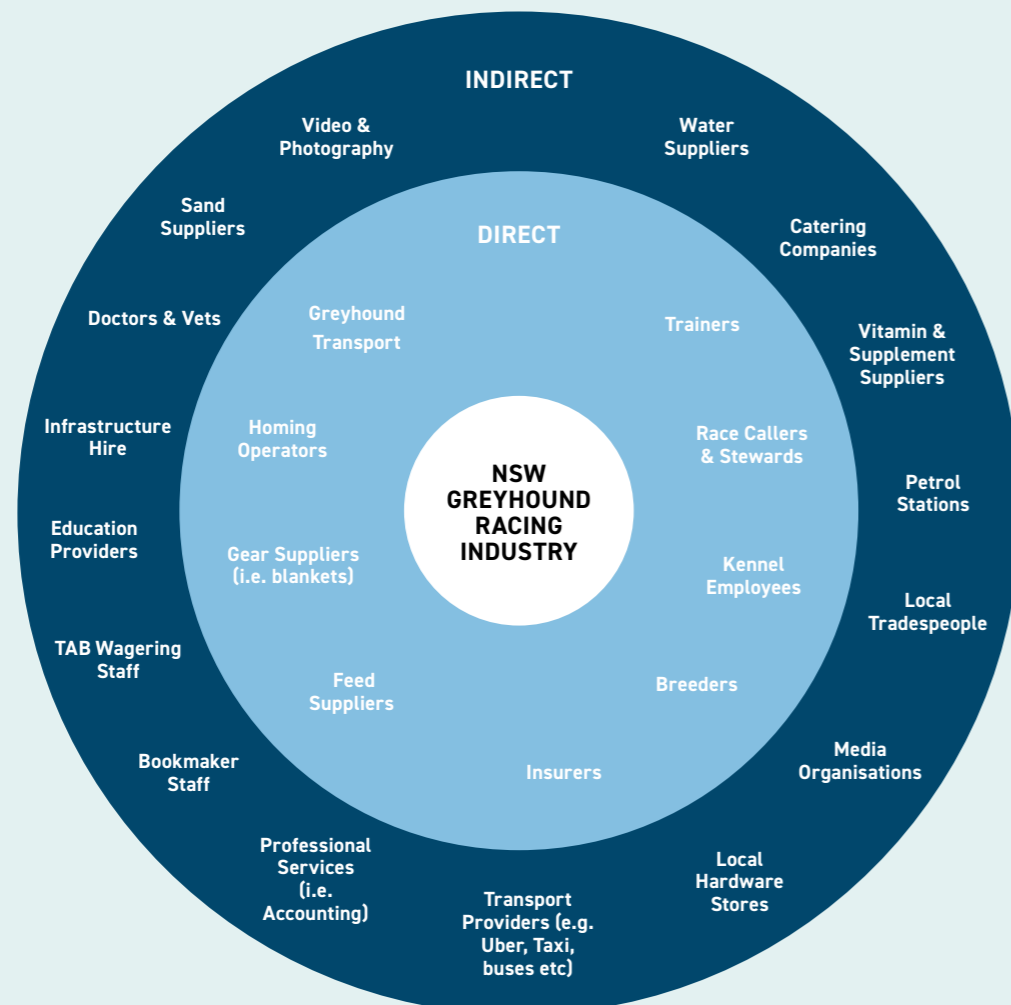 INDIRECT
Video &
Photography
Water
Suppliers
Sand
Suppliers
Catering
Companies
Doctors & Vets
Vitamin &
Supplement
Suppliers
Infrastructure
Hire
Petrol
Stations
Education
Providers
Local
Tradespeople
TAB Wagering
Staff
Media
Organisations
Bookmaker
Staff
Professional
Services
(i.e.
Accounting)
Local
Hardware
Stores
Transport
Providers (e.g.
Uber, Taxi,
buses etc)
DIRECT
Greyhound
Transport
Trainers
Homing
Operators
Race Callers
& Stewards
Gear Suppliers
(i.e. blankets)
Kennel
Employees
Feed
Suppliers
Breeders
Insurers
NSW
GREYHOUND
RACING
INDUSTRY